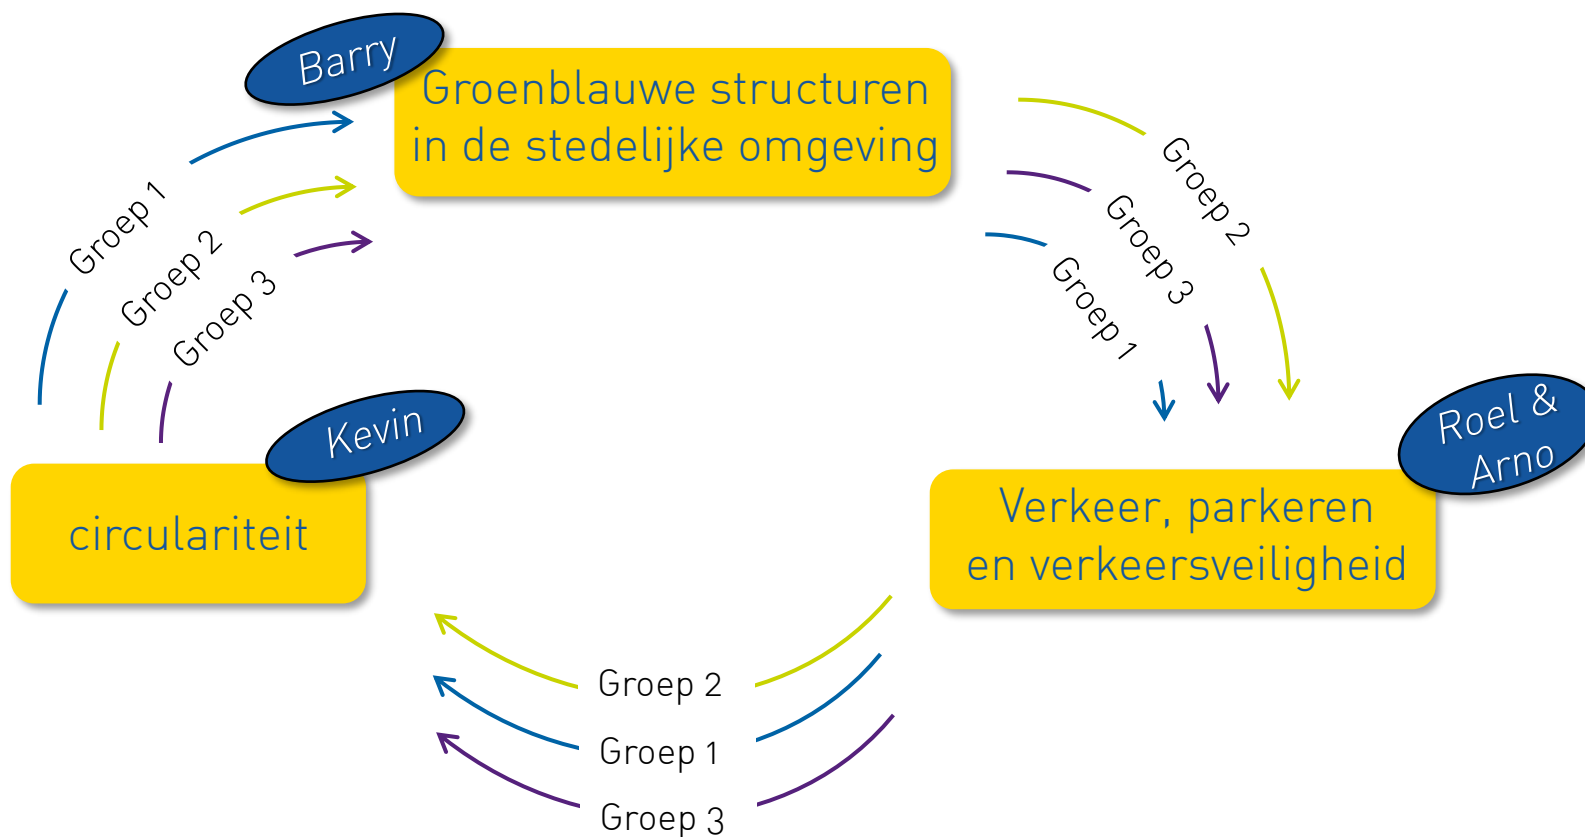 Barry
Groenblauwe structuren
in de stedelijke omgeving
Groep 1
Groep 2
Groep 3
Groep 2
Groep 3
Groep 1
Kevin
circulariteit
Roel &
Arno
Verkeer, parkeren
en verkeersveiligheid
Groep 2
Groep 1
Groep 3